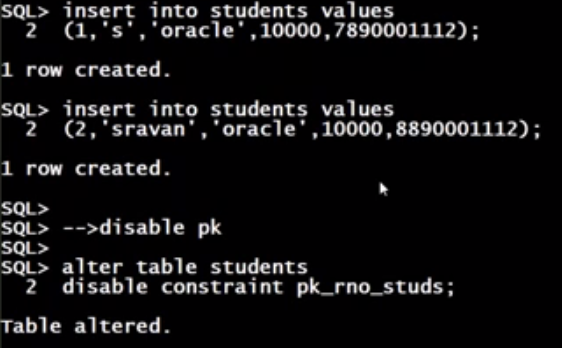 SQL> insert into students values
2 (1,'s','oracle',10000,7890001112);
1 row created.
SQL> insert into students values
2 (2,'sravan','oracle',10000,8890001112);
1 row created.
SQL>
SQL> -->disable pk
SQL>
SQL> alter table students
2 disable constraint pk_rno_studs;
Table altered.